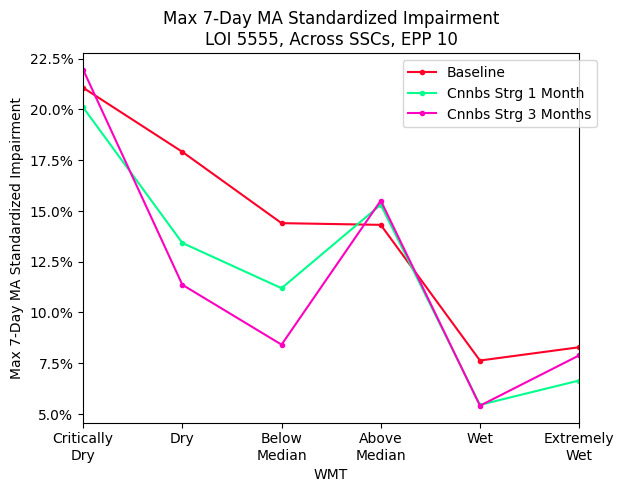 Max 7-Day MA Standardized Impairment
LOI 5555, Across SSCs, EPP 10
Max 7-Day MA Standardized Impairment
22.5%
20.0%
17.5%
15.0%
12.5%
10.0%
7.5%
5.0%
Baseline
Cnnbs Strg 1 Month
Cnnbs Strg 3 Months
Critically
Dry
Dry
Below
Median
Above
Median
Wet
Extremely
Wet
WMT